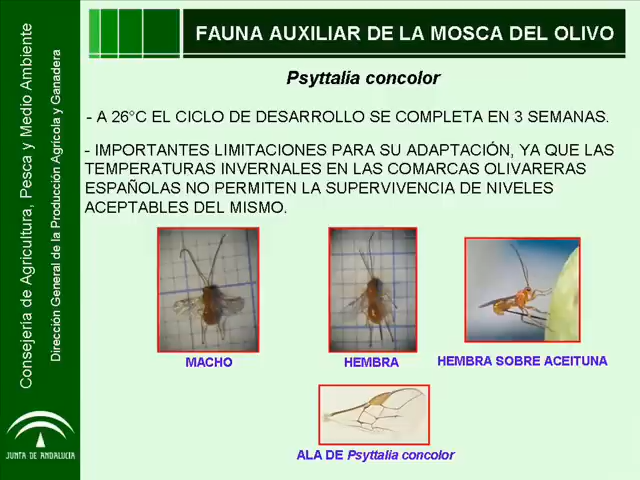 FAUNA AUXILIAR DE LA MOSCA DEL OLIVO
Psyttalia concolor
- A 26°C EL CICLO DE DESARROLLO SE COMPLETA EN 3 SEMANAS.
- IMPORTANTES LIMITACIONES PARA SU ADAPTACIÓN, YA QUE LAS
TEMPERATURAS INVERNALES EN LAS COMARCAS OLIVARERAS
ESPAÑOLAS NO PERMITEN LA SUPERVIVENCIA DE NIVELES
ACEPTABLES DEL MISMO.
MACHO
HEMBRA
HEMBRA SOBRE ACEITUNA
ALA DE Psyttalia concolor
Consejería de Agricultura, Pesca y Medio Ambiente
Dirección General de la Producción Agrícola y Ganadera
JUNTA DE ANDALUCIA